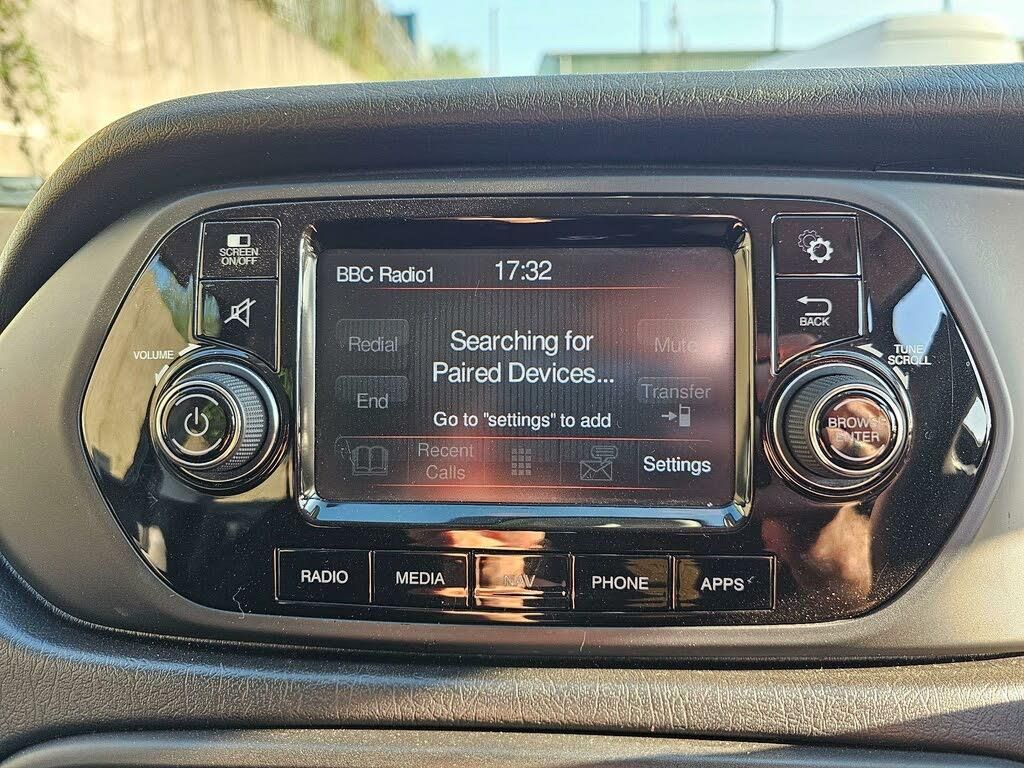 SCREEN
ON/OFF
VOLUME
BBC Radio1
17:32
Redial
Searching for
Paired Devices...
Mute
End
Go to "settings" to add
Transfer
Recent
Calls
Settings
BACK
TUNE
SCROLL
BROWSE
ENTER
RADIO
MEDIA
NAV
PHONE
APPS